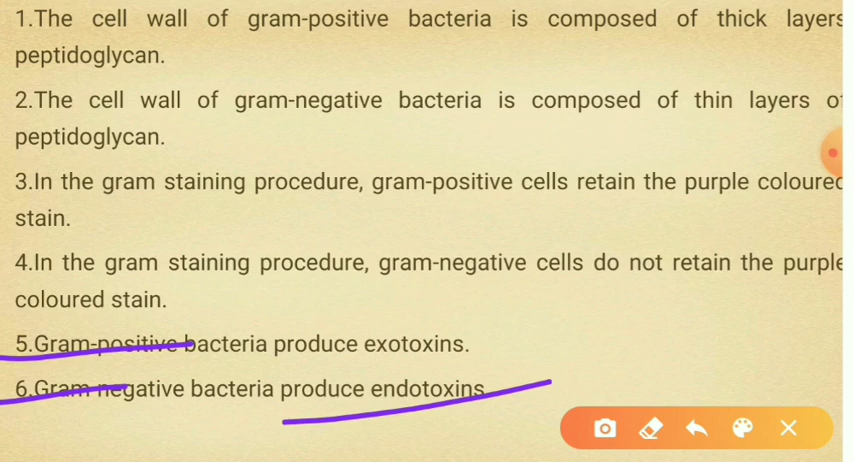 1.The cell wall of gram-positive bacteria is composed of thick layers
peptidoglycan.
2.The cell wall of gram-negative bacteria is composed of thin layers of
peptidoglycan.
3.In the gram staining procedure, gram-positive cells retain the purple coloured
stain.
4.In the gram staining procedure, gram-negative cells do not retain the purple
coloured stain.
5.Gram-positive bacteria produce exotoxins.
6.Gram negative bacteria produce endotoxins